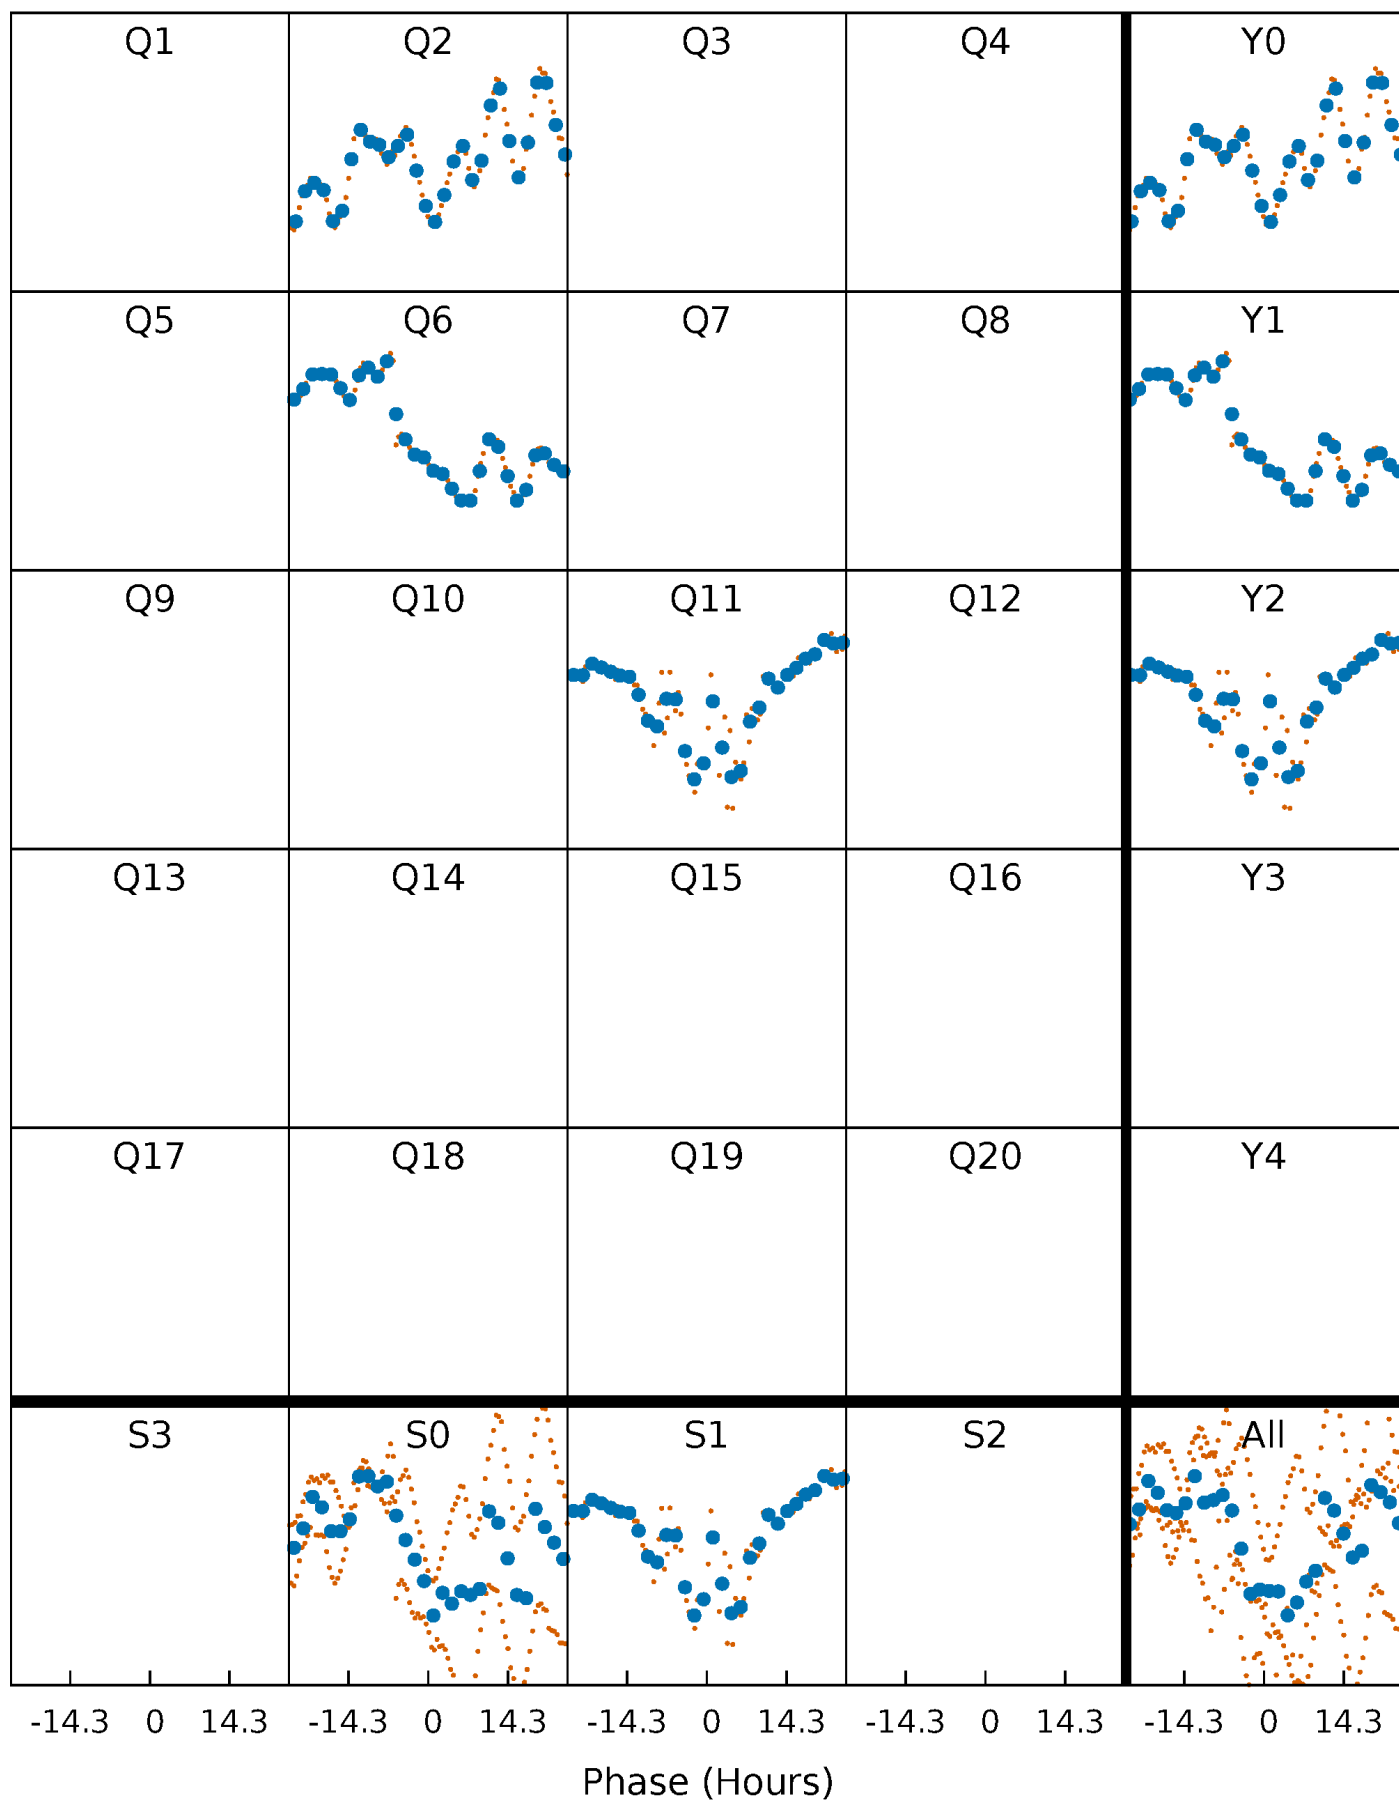 Q1 Q2 Q3 Q4 Y0
Q5 Q6 Q7 Q8 Y1
Q9 Q10 Q11 Q12 Y2
Q13 Q14 Q15 Q16 Y3
Q17 Q18 Q19 Q20 Y4
S3 S0 S1 S2 All
-14.3 0 14.3 -14.3 0 14.3 -14.3 0 14.3 -14.3 0 14.3 -14.3 0 14.3
Phase (Hours)